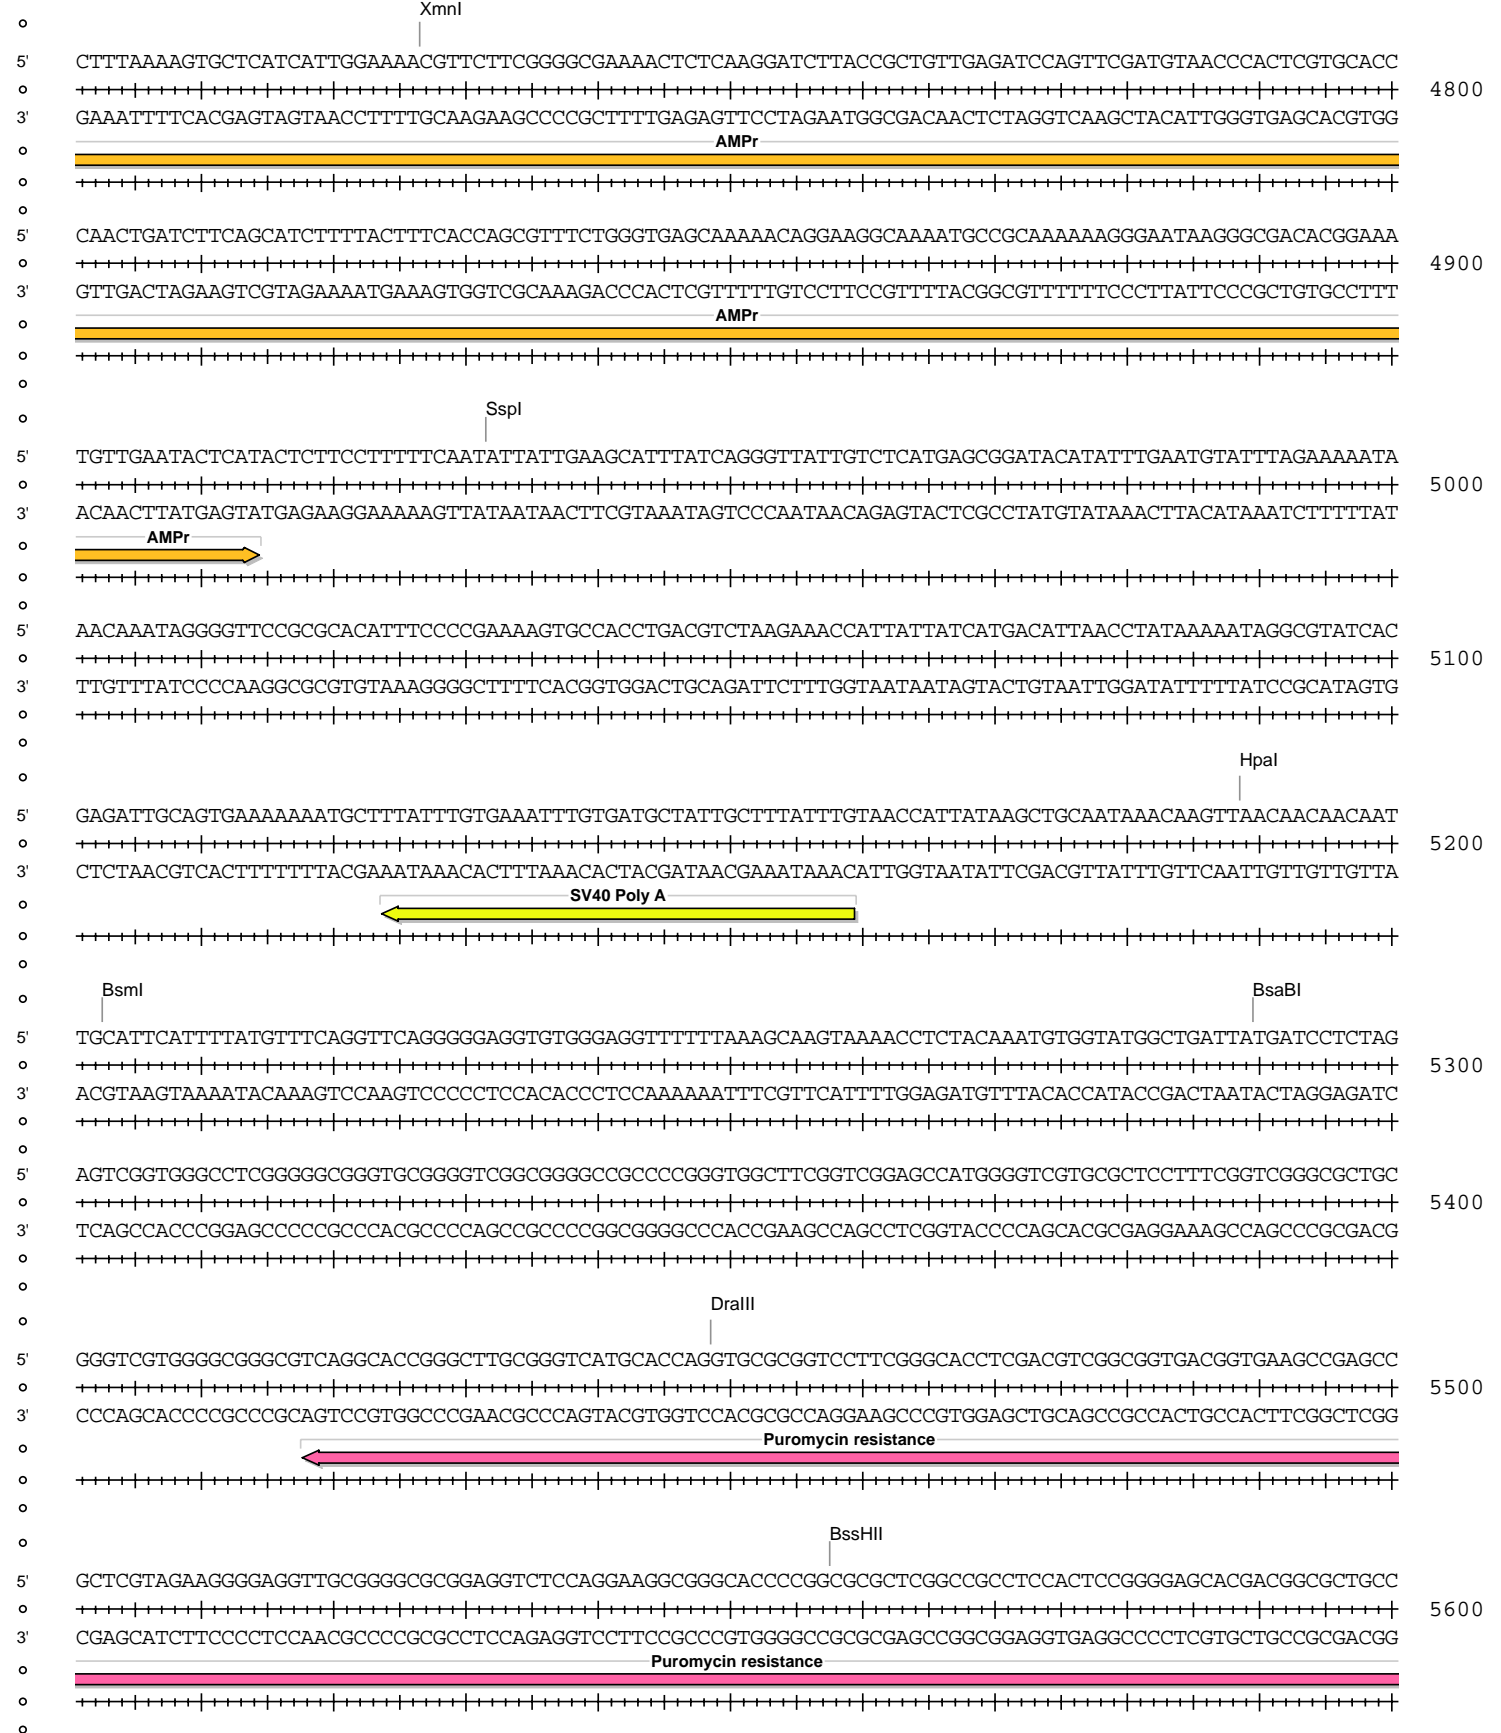 XmnI
5' CTTTAAAAGTGCTCATCATTGGAAAACGTTCTTCGGGGCGAAAACTCTCAAGGATCTTACCGCTGTTGAGATCCAGTTCGATGTAACCCACTCGTGCACC
4800
3' GAAATTTTCACGAGTAGTAACCTTTTGCAAGAAGCCCCGCTTTTGAGAGTTCCTAGAATGGCGACAACTCTAGGTCAAGCTACATTGGGTGAGCACGTGG
AMPr
5' CAACTGATCTTCAGCATCTTTTACTTTCACCAGCGTTTCTGGGTGAGCAAAAACAGGAAGGCAAAATGCCGCAAAAAAGGGAATAAGGGCGACACGGAAA
4900
3' GTTGACTAGAAGTCGTAGAAAATGAAAGTGGTCGCAAAGACCCACTCGTTTTTGTCCTTCCGTTTTACGGCGTTTTTTCCCTTATTCCCGCTGTGCCTTT
AMPr
SspI
5' TGTTGAATACTCATACTCTTCCTTTTTCAATATTATTGAAGCATTTATCAGGGTTATTGTCTCATGAGCGGATACATATTTGAATGTATTTAGAAAAATA
5000
3' ACAACTTATGAGTATGAGAAGGAAAAAGTTATAATAACTTCGTAAATAGTCCCAATAACAGAGTACTCGCCTATGTATAAACTTACATAAATCTTTTTAT
AMPr
5' AACAAATAGGGGTTCCGCGCACATTTCCCCGAAAAGTGCCACCTGACGTCTAAGAAACCATTATTATCATGACATTAACCTATAAAAATAGGCGTATCAC
5100
3' TTGTTTATCCCCAAGGCGCGTGTAAAGGGGCTTTTCACGGTGGACTGCAGATTCTTTGGTAATAATAGTACTGTAATTGGATATTTTTATCCGCATAGTG
HpaI
5' GAGATTGCAGTGAAAAAAATGCTTTATTTGTGAAATTTGTGATGCTATTGCTTTATTTGTAACCATTATAAGCTGCAATAAACAAGTTAACAACAACAAT
5200
3' CTCTAACGTCACTTTTTTTACGAAATAAACACTTTAAACACTACGATAACGAAATAAACATTGGTAATATTCGACGTTATTTGTTCAATTGTTGTTGTTA
SV40 Poly A
BsmI BsaBI
5' TGCATTCATTTTATGTTTCAGGTTCAGGGGGAGGTGTGGGAGGTTTTTTAAAGCAAGTAAAACCTCTACAAATGTGGTATGGCTGATTATGATCCTCTAG
5300
3' ACGTAAGTAAAATACAAAGTCCAAGTCCCCCTCCACACCCTCCAAAAAATTTCGTTCATTTTGGAGATGTTTACACCATACCGACTAATACTAGGAGATC
5' AGTCGGTGGGCCTCGGGGGCGGGTGCGGGGTCGGCGGGGCCGCCCCGGGTGGCTTCGGTCGGAGCCATGGGGTCGTGCGCTCCTTTCGGTCGGGCGCTGC
5400
3' TCAGCCACCCGGAGCCCCCGCCCACGCCCCAGCCGCCCCGGCGGGGCCCACCGAAGCCAGCCTCGGTACCCCAGCACGCGAGGAAAGCCAGCCCGCGACG
DraIII
5' GGGTCGTGGGGCGGGCGTCAGGCACCGGGCTTGCGGGTCATGCACCAGGTGCGCGGTCCTTCGGGCACCTCGACGTCGGCGGTGACGGTGAAGCCGAGCC
5500
3' CCCAGCACCCCGCCCGCAGTCCGTGGCCCGAACGCCCAGTACGTGGTCCACGCGCCAGGAAGCCCGTGGAGCTGCAGCCGCCACTGCCACTTCGGCTCGG
Puromycin resistance
BssHII
5' GCTCGTAGAAGGGGAGGTTGCGGGGCGCGGAGGTCTCCAGGAAGGCGGGCACCCCGGCGCGCTCGGCCGCCTCCACTCCGGGGAGCACGACGGCGCTGCC
5600
3' CGAGCATCTTCCCCTCCAACGCCCCGCGCCTCCAGAGGTCCTTCCGCCCGTGGGGCCGCGCGAGCCGGCGGAGGTGAGGCCCCTCGTGCTGCCGCGACGG
Puromycin resistance